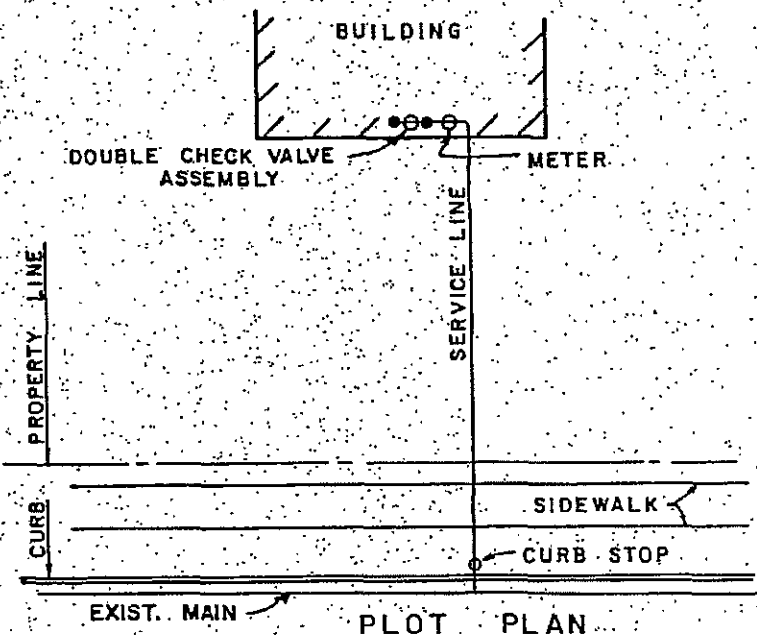 BUILDING
DOUBLE CHECK VALVE
ASSEMBLY
METER
PROPERTY LINE
SERVICE LINE
SIDEWALK
CURB
CURB STOP
EXIST. MAIN
PLOT PLAN